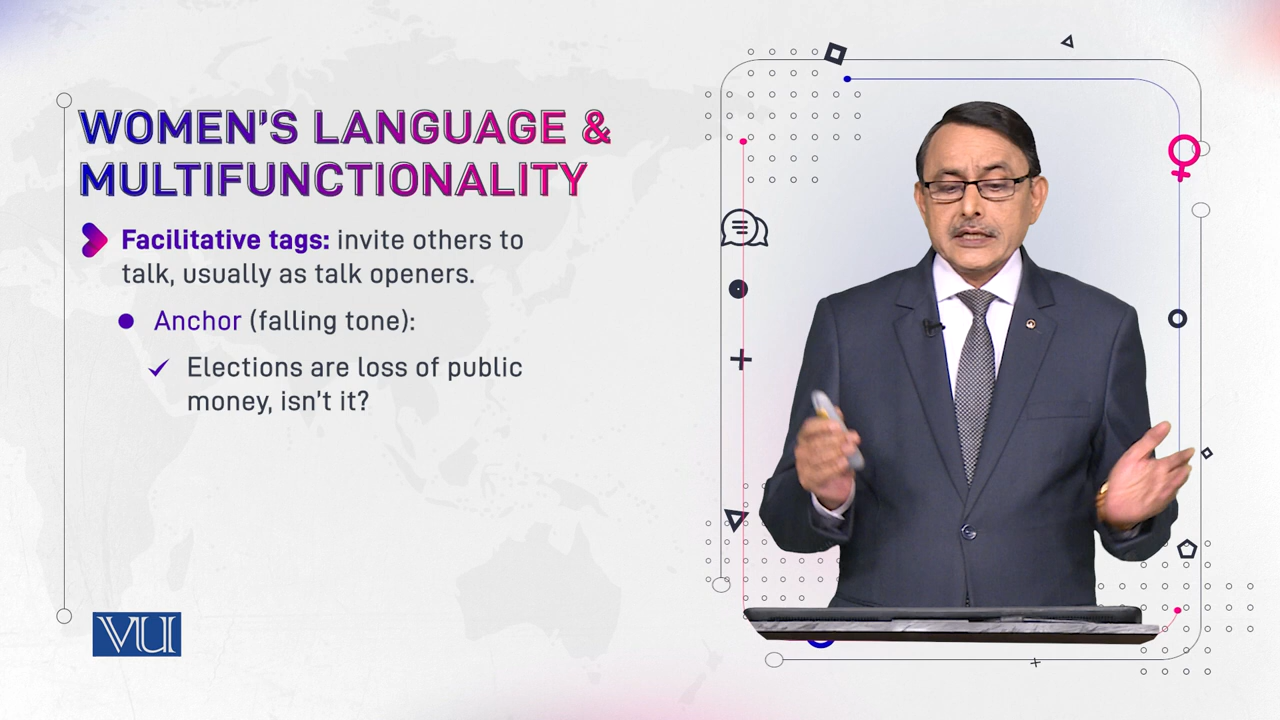 WOMEN'S LANGUAGE &
MULTIFUNCTIONALITY
Facilitative tags: invite others to
talk, usually as talk openers.
Anchor (falling tone):
Elections are loss of public
money, isn't it?
VU